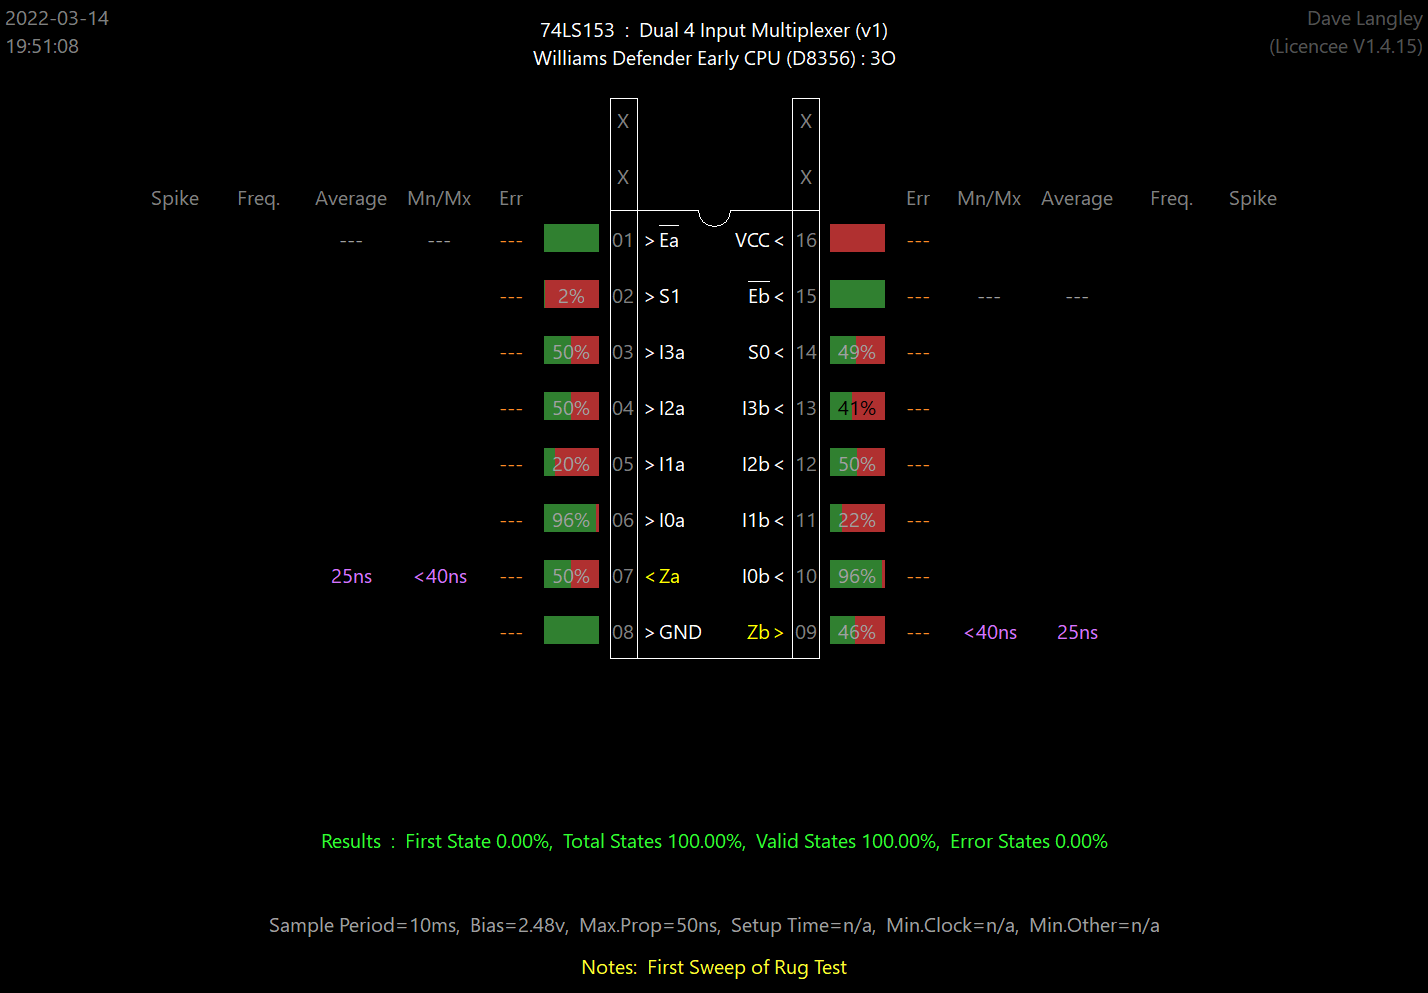 2022-03-14
19:51:08
74LS153 : Dual 4 Input Multiplexer (v1)
Williams Defender Early CPU (D8356) : 3O
Dave Langley
(Licencee V1.4.15)
X X
X X
Spike Freq. Average Mn/Mx Err Err Mn/Mx Average Freq. Spike
--- --- --- 01 > Ea VCC < 16 ---
--- 2% 02 > S1 Eb < 15 --- --- ---
--- 50% 03 > I3a S0 < 14 49% ---
--- 50% 04 > I2a I3b < 13 41% ---
--- 20% 05 > I1a I2b < 12 50% ---
--- 96% 06 > I0a I1b < 11 22% ---
25ns <40ns --- 50% 07 < Za I0b < 10 96% ---
--- 08 > GND Zb > 09 46% --- <40ns 25ns
Results : First State 0.00%, Total States 100.00%, Valid States 100.00%, Error States 0.00%
Sample Period=10ms, Bias=2.48v, Max.Prop=50ns, Setup Time=n/a, Min.Clock=n/a, Min.Other=n/a
Notes: First Sweep of Rug Test